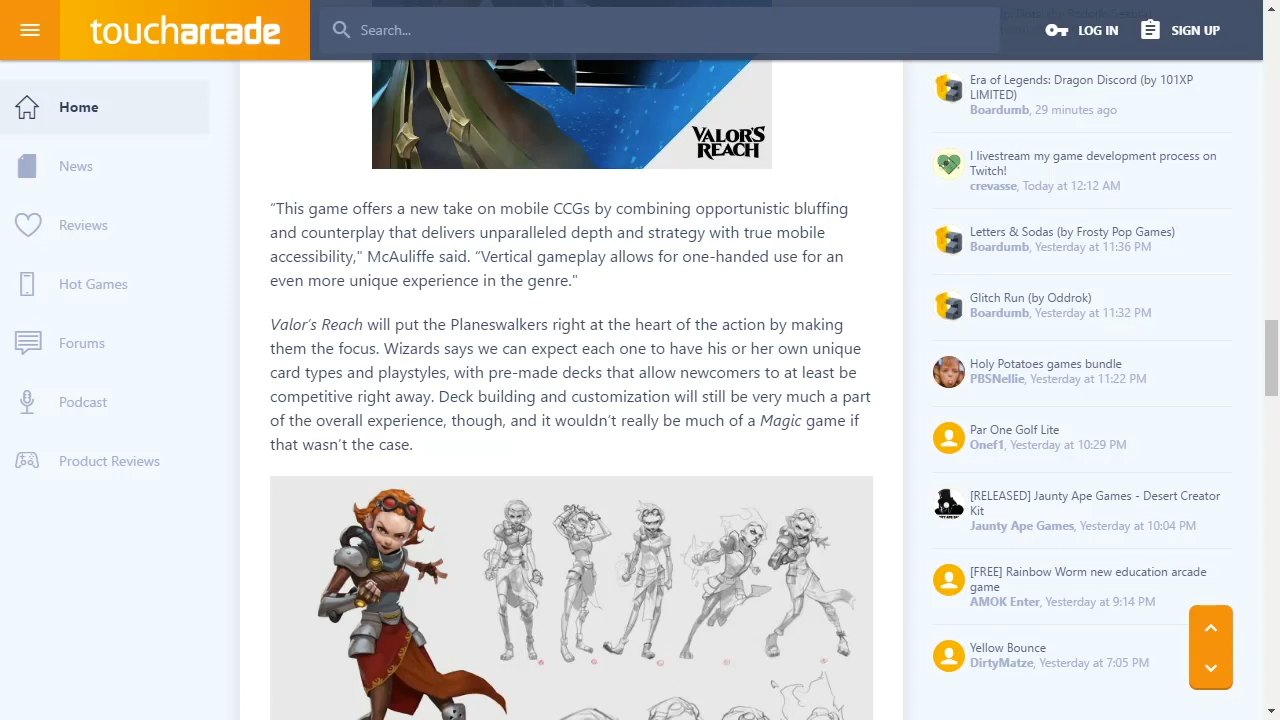 toucharcade
Search...
LOG IN
SIGN UP
Home
News
Reviews
Hot Games
Forums
Podcast
Product Reviews
VALOR'S
REACH
“This game offers a new take on mobile CCGs by combining opportunistic bluffing
and counterplay that delivers unparalleled depth and strategy with true mobile
accessibility," McAuliffe said. “Vertical gameplay allows for one-handed use for an
even more unique experience in the genre."
Valor’s Reach will put the Planeswalkers right at the heart of the action by making
them the focus. Wizards says we can expect each one to have his or her own unique
card types and playstyles, with pre-made decks that allow newcomers to at least be
competitive right away. Deck building and customization will still be very much a part
of the overall experience, though, and it wouldn’t really be much of a Magic game if
that wasn’t the case.
Era of Legends: Dragon Discord (by 101XP
LIMITED)
Boardumb, 29 minutes ago
I livestream my game development process on
Twitch!
crevasse, Today at 12:12 AM
Letters & Sodas (by Frosty Pop Games)
Boardumb, Yesterday at 11:36 PM
Glitch Run (by Oddrok)
Boardumb, Yesterday at 11:32 PM
Holy Potatoes games bundle
PBSNellie, Yesterday at 11:22 PM
Par One Golf Lite
Onef1, Yesterday at 10:29 PM
[RELEASED] Jaunty Ape Games - Desert Creator
Kit
Jaunty Ape Games, Yesterday at 10:04 PM
[FREE] Rainbow Worm new education arcade
game
AMOK Enter, Yesterday at 9:14 PM
Yellow Bounce
DirtyMatze, Yesterday at 7:05 PM